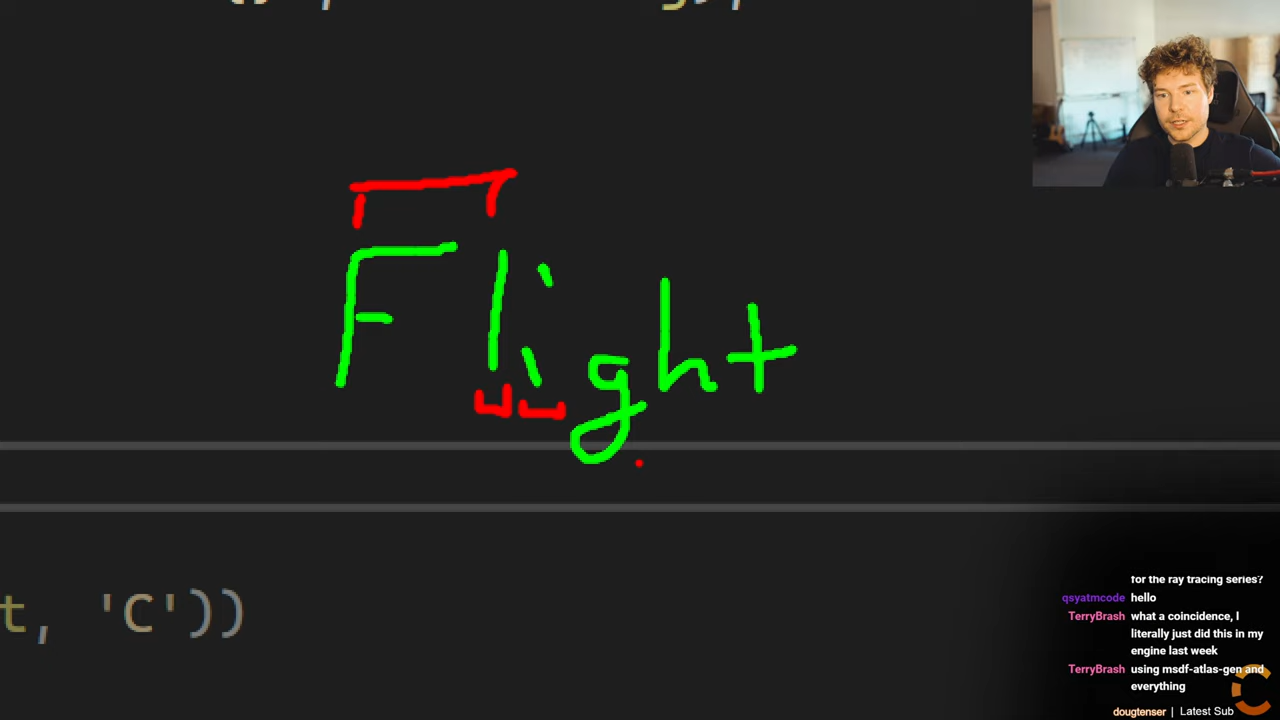 Flight
t, 'C'))
for the ray tracing series?
qsyatmcode hello
TerryBrash what a coincidence, I
literally just did this in my
engine last week
TerryBrash using msdf-atlas-gen and
everything
dougtenser | Latest Sub